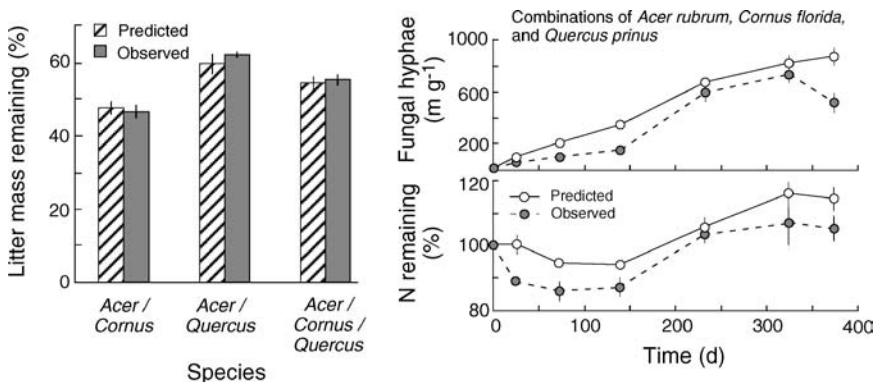 Litter mass remaining (%)
60
40
20
0
Predicted
Observed
Acer /
Cornus
Acer /
Quercus
Acer /
Cornus /
Quercus
Species
Combinations of Acer rubrum, Cornus florida,
and Quercus prinus
Fungal hyphae
(m g-1)
1000
600
200
N remaining
(%)
120
100
80
Predicted
Observed
0
100
200
300
400
Time (d)